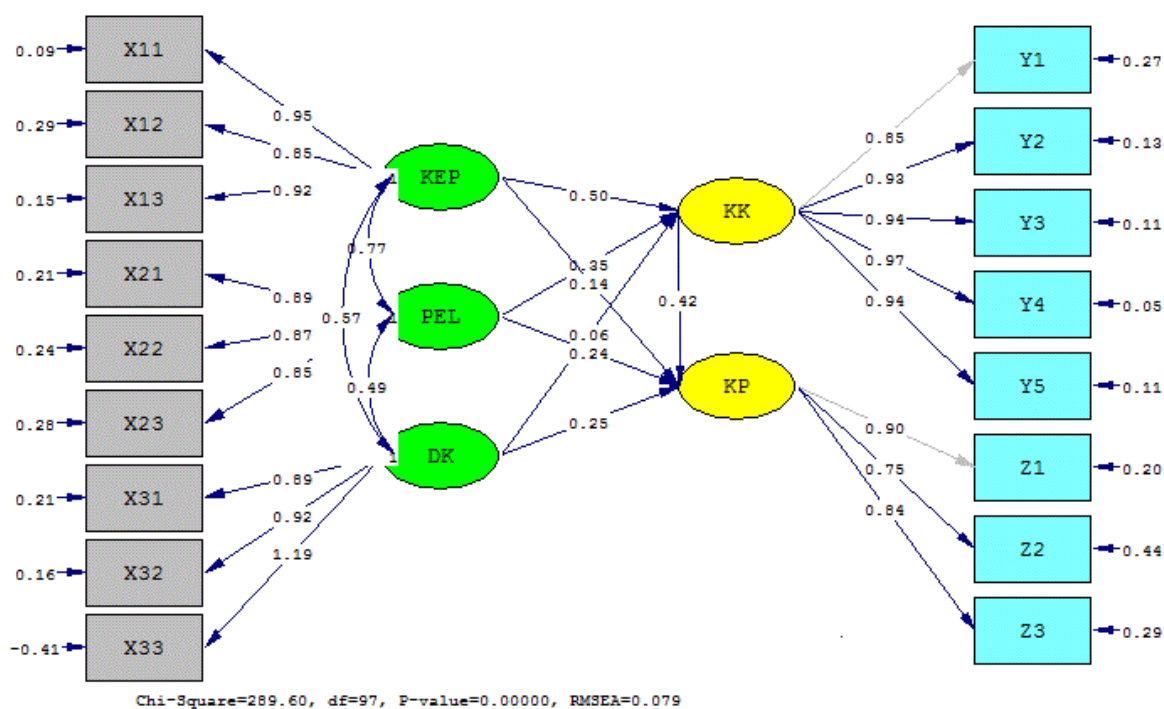 0.09 X11
0.29 X12
0.15 X13
0.21 X21
0.24 X22
0.28 X23
0.21 X31
0.16 X32
-0.41 X33
0.95
0.85
0.92
0.89
0.87
0.85
0.89
0.92
1.19
1 KEP
1 PEL
1 DK
0.77
0.57
0.49
0.50
0.35
0.14
0.06
0.24
0.25
KK
0.42
KP
0.85
0.93
0.94
0.97
0.94
0.90
0.75
0.84
Y1 0.27
Y2 0.13
Y3 0.11
Y4 0.05
Y5 0.11
Z1 0.20
Z2 0.44
Z3 0.29
Chi-Square=289.60, df=97, P-value=0.00000, RMSEA=0.079